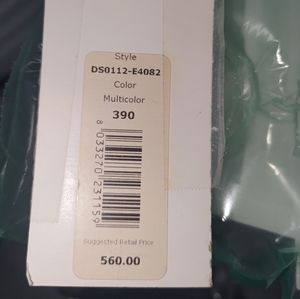 Style
DS0112-E4082
Color
Multicolor
390
8 033270 231159
Suggested Retail Price
560.00